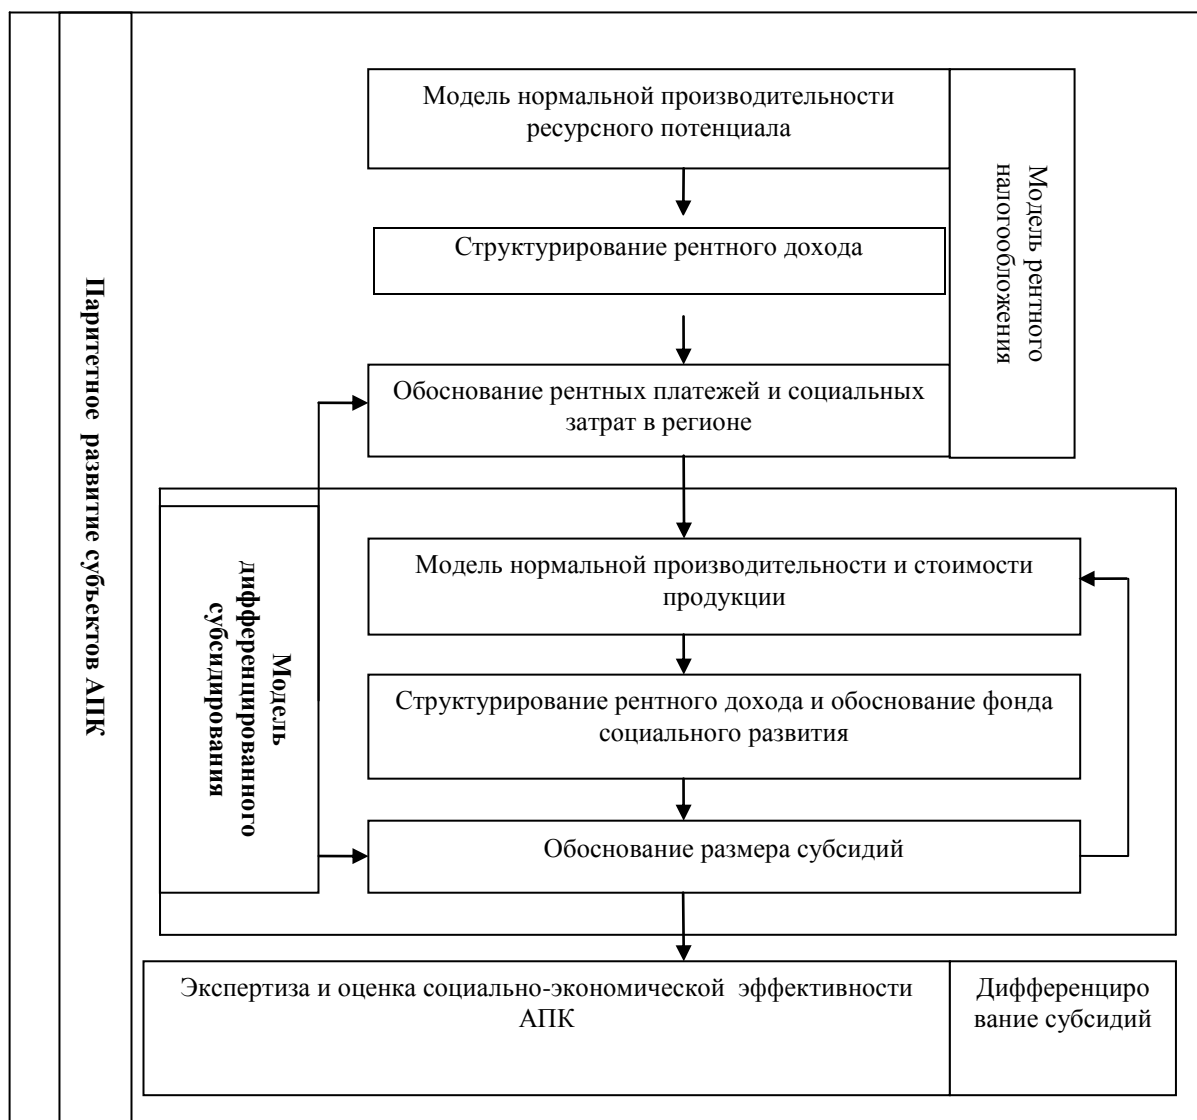 Паритетное развитие субъектов АПК
Модель нормальной производительности
ресурсного потенциала
Модель рентного
налогообложения
Структурирование рентного дохода
Обоснование рентных платежей и социальных
затрат в регионе
Модель
дифференцированного
субсидирования
Модель нормальной производительности и стоимости
продукции
Структурирование рентного дохода и обоснование фонда
социального развития
Обоснование размера субсидий
Экспертиза и оценка социально-экономической эффективности
АПК
Дифференциро
вание субсидий